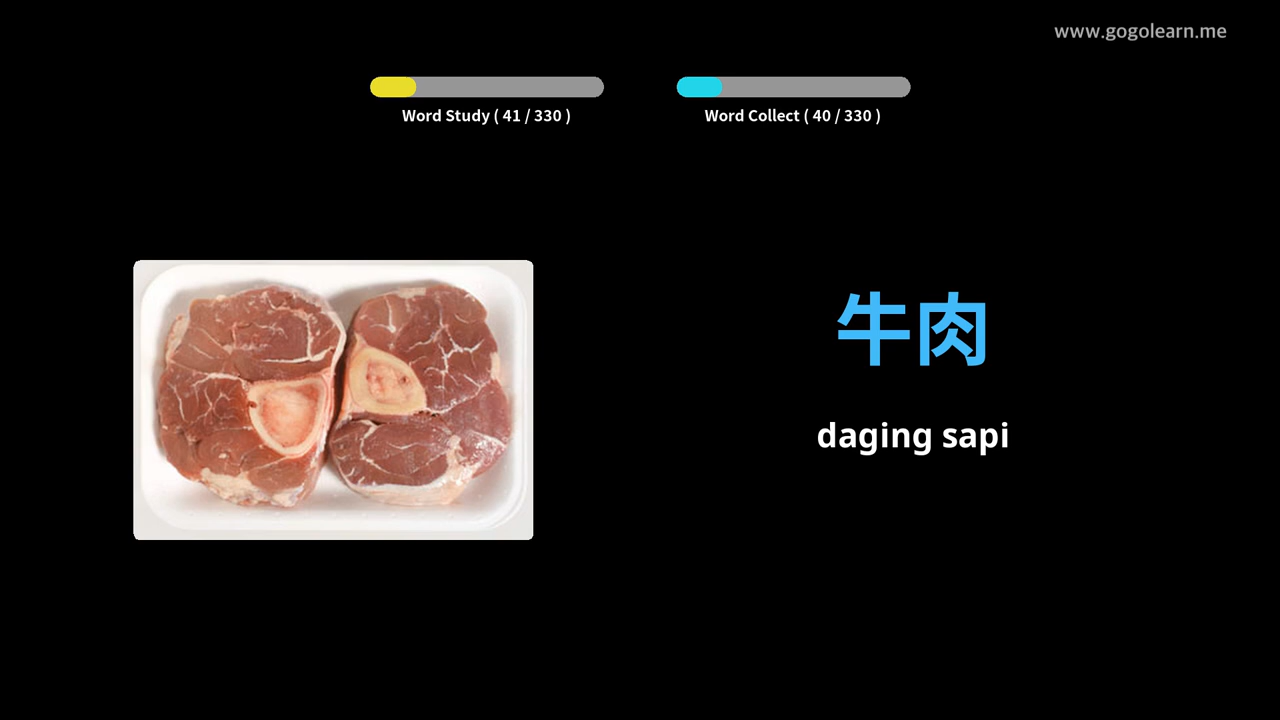 www.gogolearn.me
Word Study ( 41 / 330 )
Word Collect ( 40 / 330 )
牛肉
daging sapi